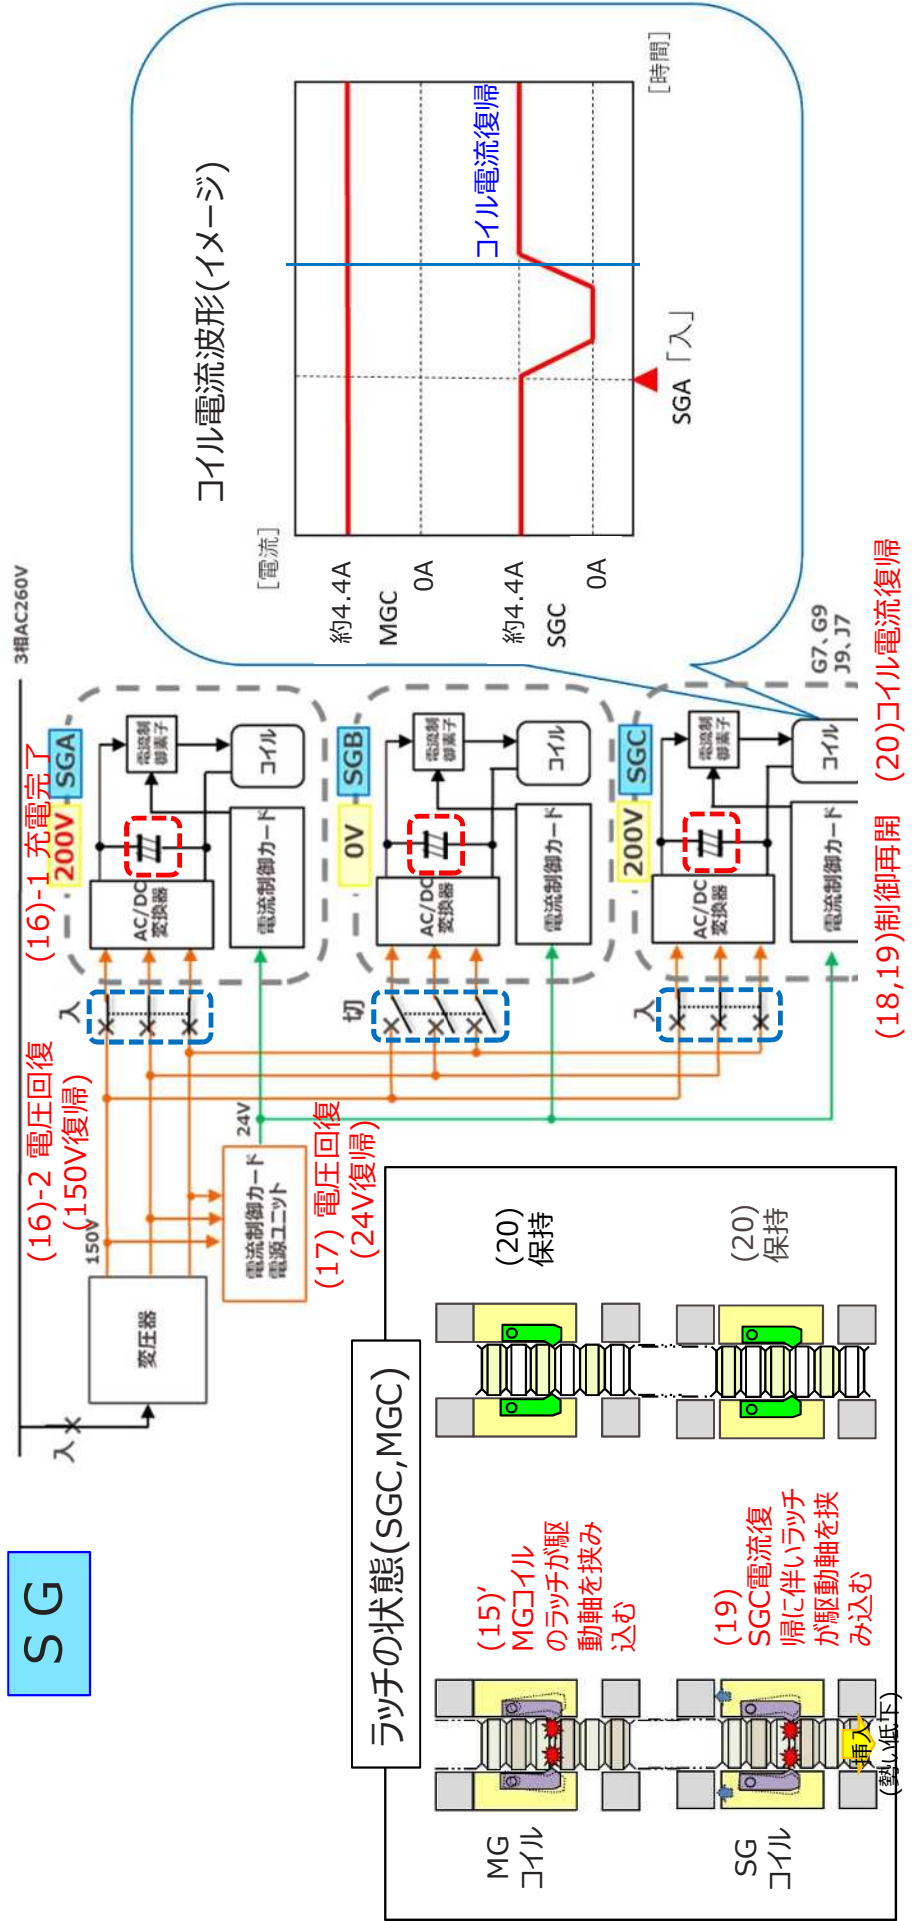 SG
3相AC260V
入
変圧器
150V
(16)-2 電圧回復
(150V復帰)
電流制御カード
電源ユニット
24V
(17) 電圧回復
(24V復帰)
(16)-1 充電完了
入
200V
SGA
AC/DC
変換器
電流制
御素子
コイル
電流制御カード
切
0V
SGB
AC/DC
変換器
電流制
御素子
コイル
電流制御カード
入
200V
SGC
AC/DC
変換器
電流制
御素子
コイル
電流制御カード
G7、G9
J9、J7
(18,19)制御再開
(20)コイル電流復帰
コイル電流波形(イメージ)
[電流]
約4.4A
MGC
0A
約4.4A
SGC
0A
コイル電流復帰
[時間]
SGA「入」
ラッチの状態(SGC,MGC)
MG
コイル
(15)′
MGコイル
のラッチが駆
動軸を挟み
込む
(20)
保持
SG
コイル
挿入
(勢い低下)
(19)
SGC電流復
帰に伴いラッチ
が駆動軸を挟
み込む
(20)
保持